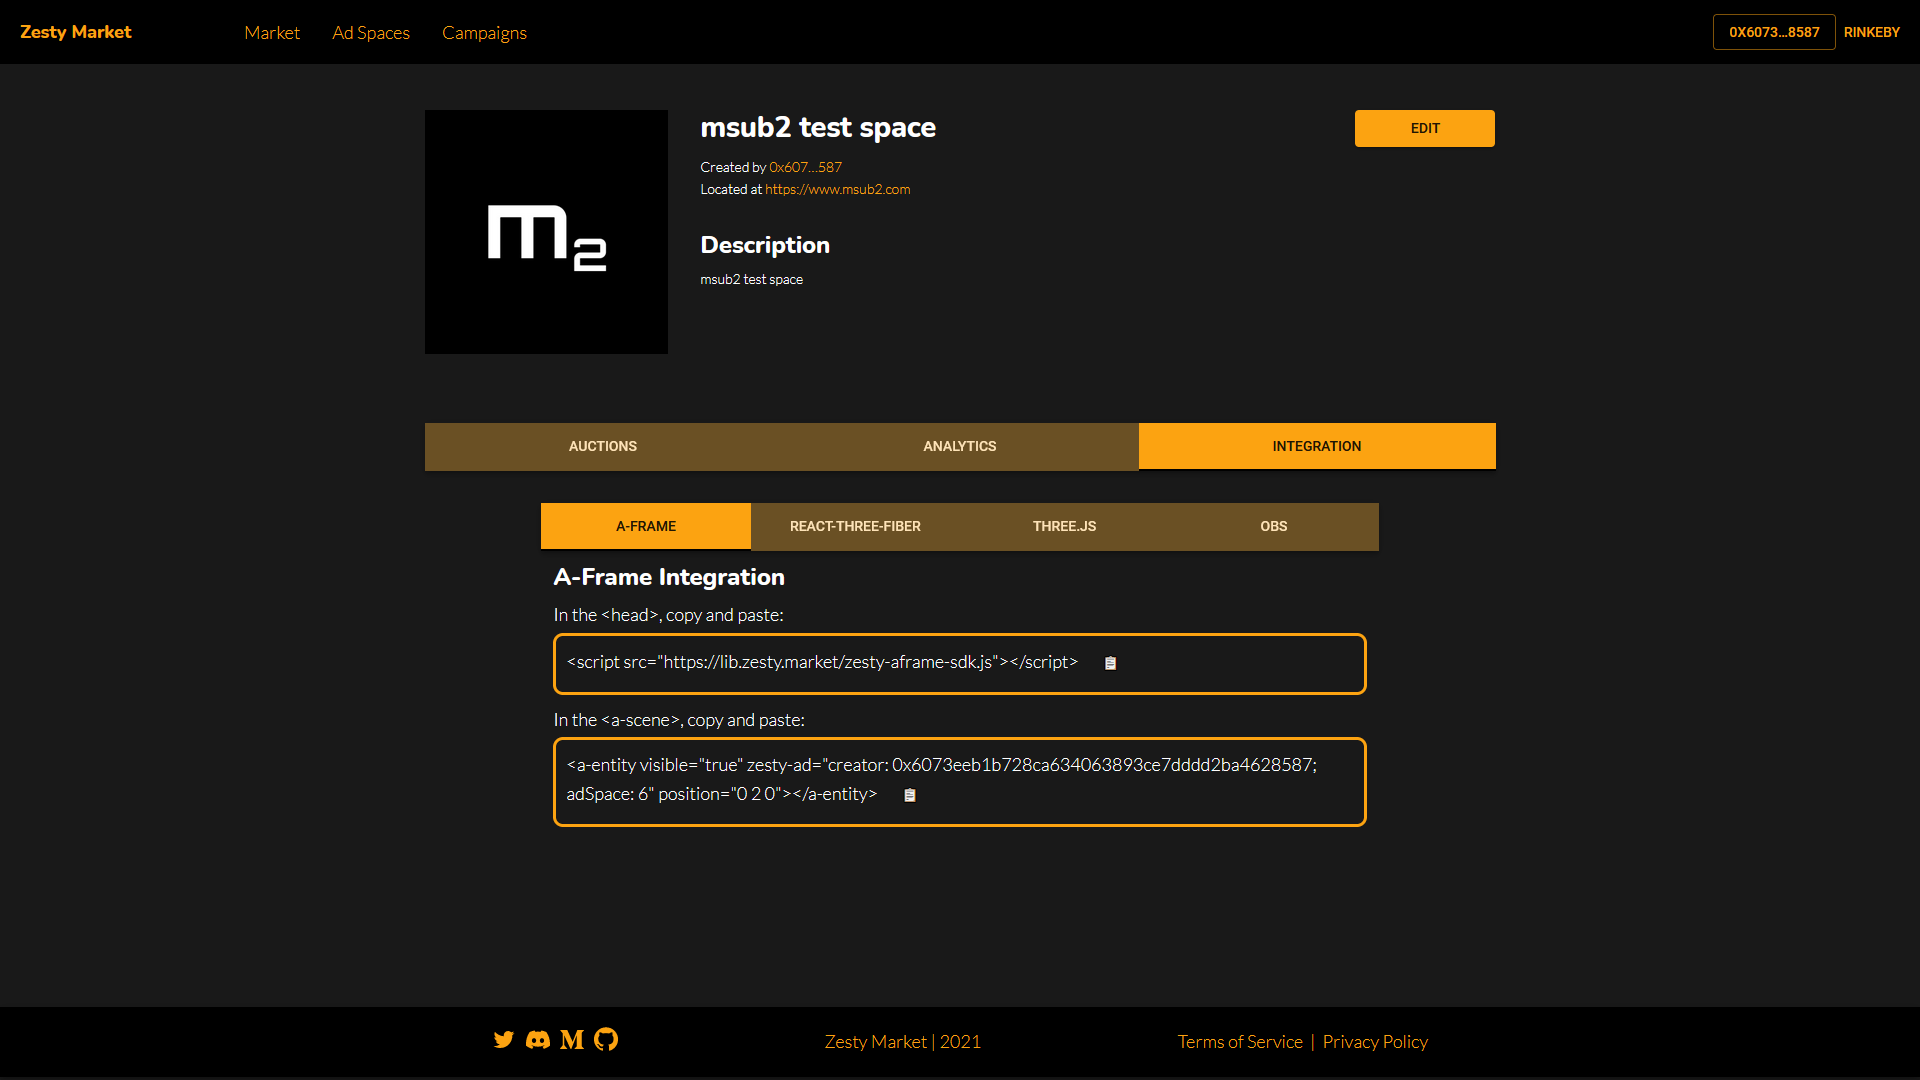 Zesty Market
Market
Ad Spaces
Campaigns
0X6073...8587
RINKEBY
m2
msub2 test space
EDIT
Created by 0x607...587
Located at https://www.msub2.com
Description
msub2 test space
AUCTIONS
ANALYTICS
INTEGRATION
A-FRAME
REACT-THREE-FIBER
THREE.JS
OBS
A-Frame Integration
In the <head>, copy and paste:
<script src="https://lib.zesty.market/zesty-aframe-sdk.js"></script>
In the <a-scene>, copy and paste:
<a-entity visible="true" zesty-ad="creator: 0x6073eeb1b728ca634063893ce7dddd2ba4628587;
adSpace: 6" position="0 2 0"></a-entity>
Zesty Market | 2021
Terms of Service | Privacy Policy